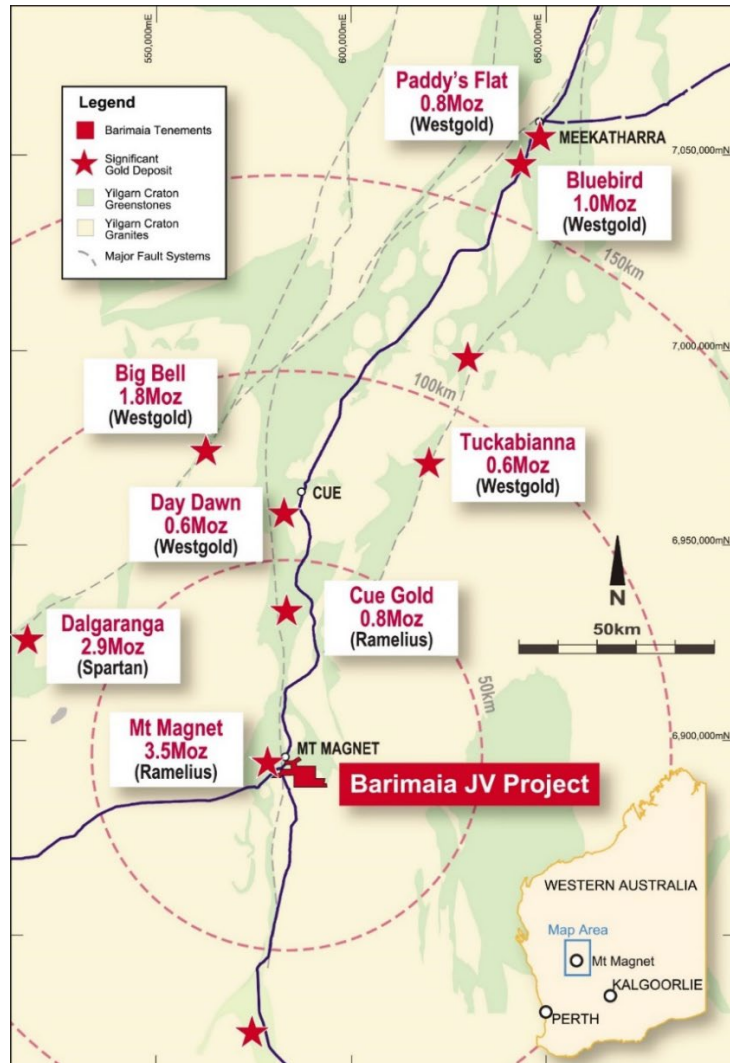 550,000mE
600,000mE
650,000mE
Legend
Barimaia Tenements
Significant
Gold Deposit
Yilgarn Craton
Greenstones
Yilgarn Craton
Granites
Major Fault Systems
Paddy's Flat
0.8Moz
(Westgold)
MEEKATHARRA
7,050,000mN
Bluebird
1.0Moz
(Westgold)
150km
7,000,000mN
Big Bell
1.8Moz
(Westgold)
100km
Tuckabianna
0.6Moz
(Westgold)
CUE
Day Dawn
0.6Moz
(Westgold)
6,950,000mN
N
50km
Cue Gold
0.8Moz
(Ramelius)
Dalgaranga
2.9Moz
(Spartan)
50km
Mt Magnet
3.5Moz
(Ramelius)
MT MAGNET
6,900,000mN
Barimaia JV Project
WESTERN AUSTRALIA
Map Area
Mt Magnet
KALGOORLIE
PERTH